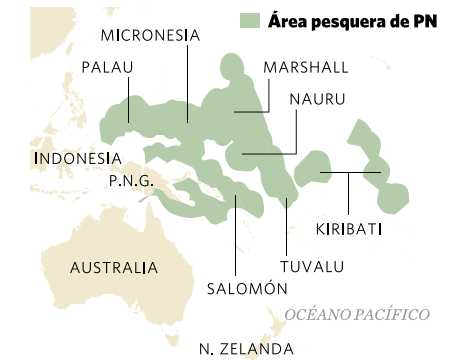 Área pesquera de PN
MICRONESIA
PALAU
MARSHALL
NAURU
INDONESIA
P.N.G.
KIRIBATI
AUSTRALIA
TUVALU
SALOMÓN
OCÉANO PACÍFICO
N. ZELANDA